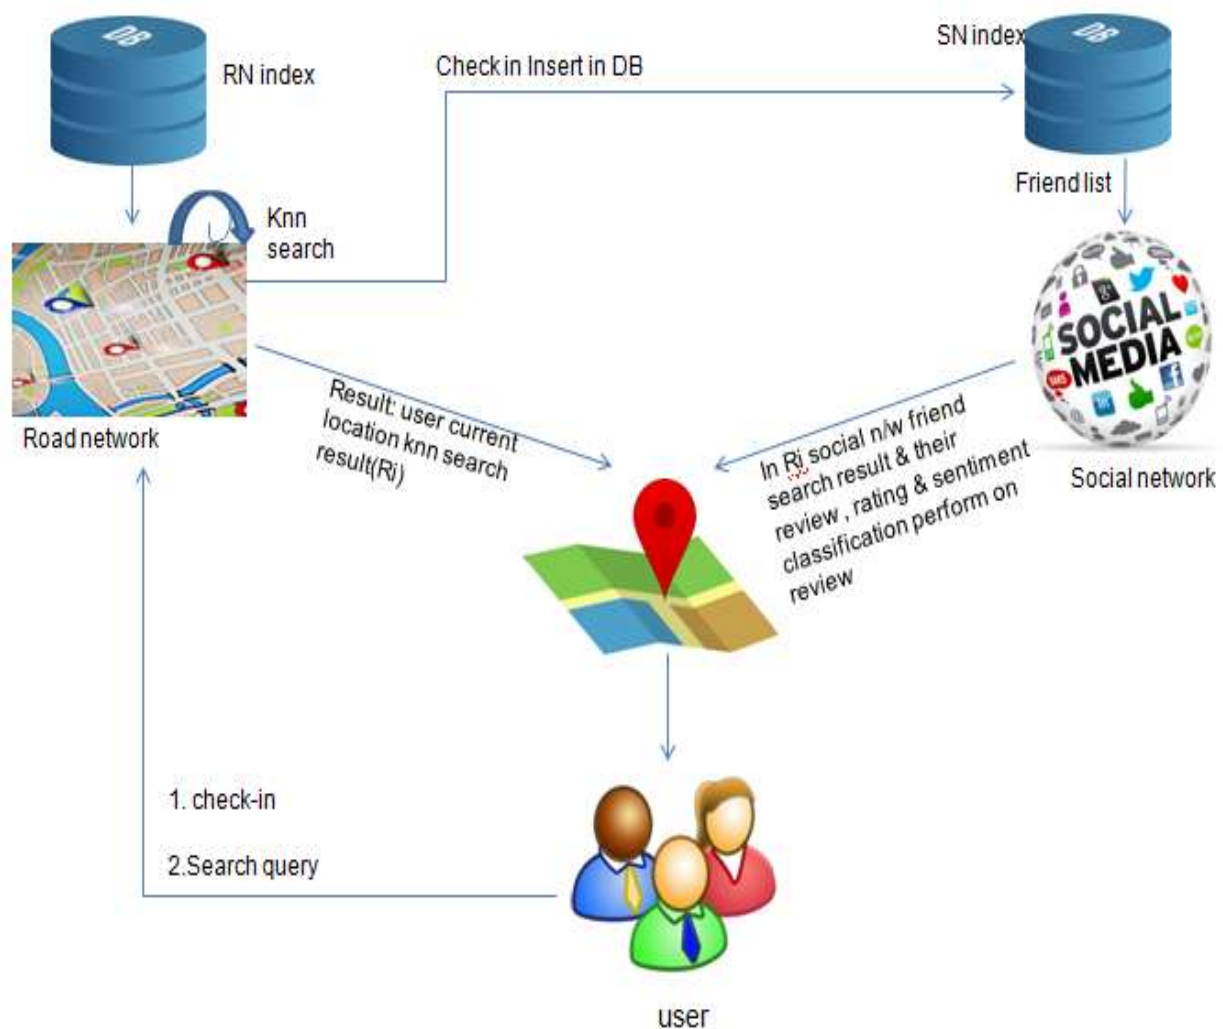 DB
RN index
SN index
DB
Check in Insert in DB
Friend list
Knn
search
SOCIAL
MEDIA
SMS
Road network
Social network
Result: user current
location knn search
result(Ri)
In Ri social n/w friend
search result & their
review , rating & sentiment
classification perform on
review
1. check-in
2.Search query
user